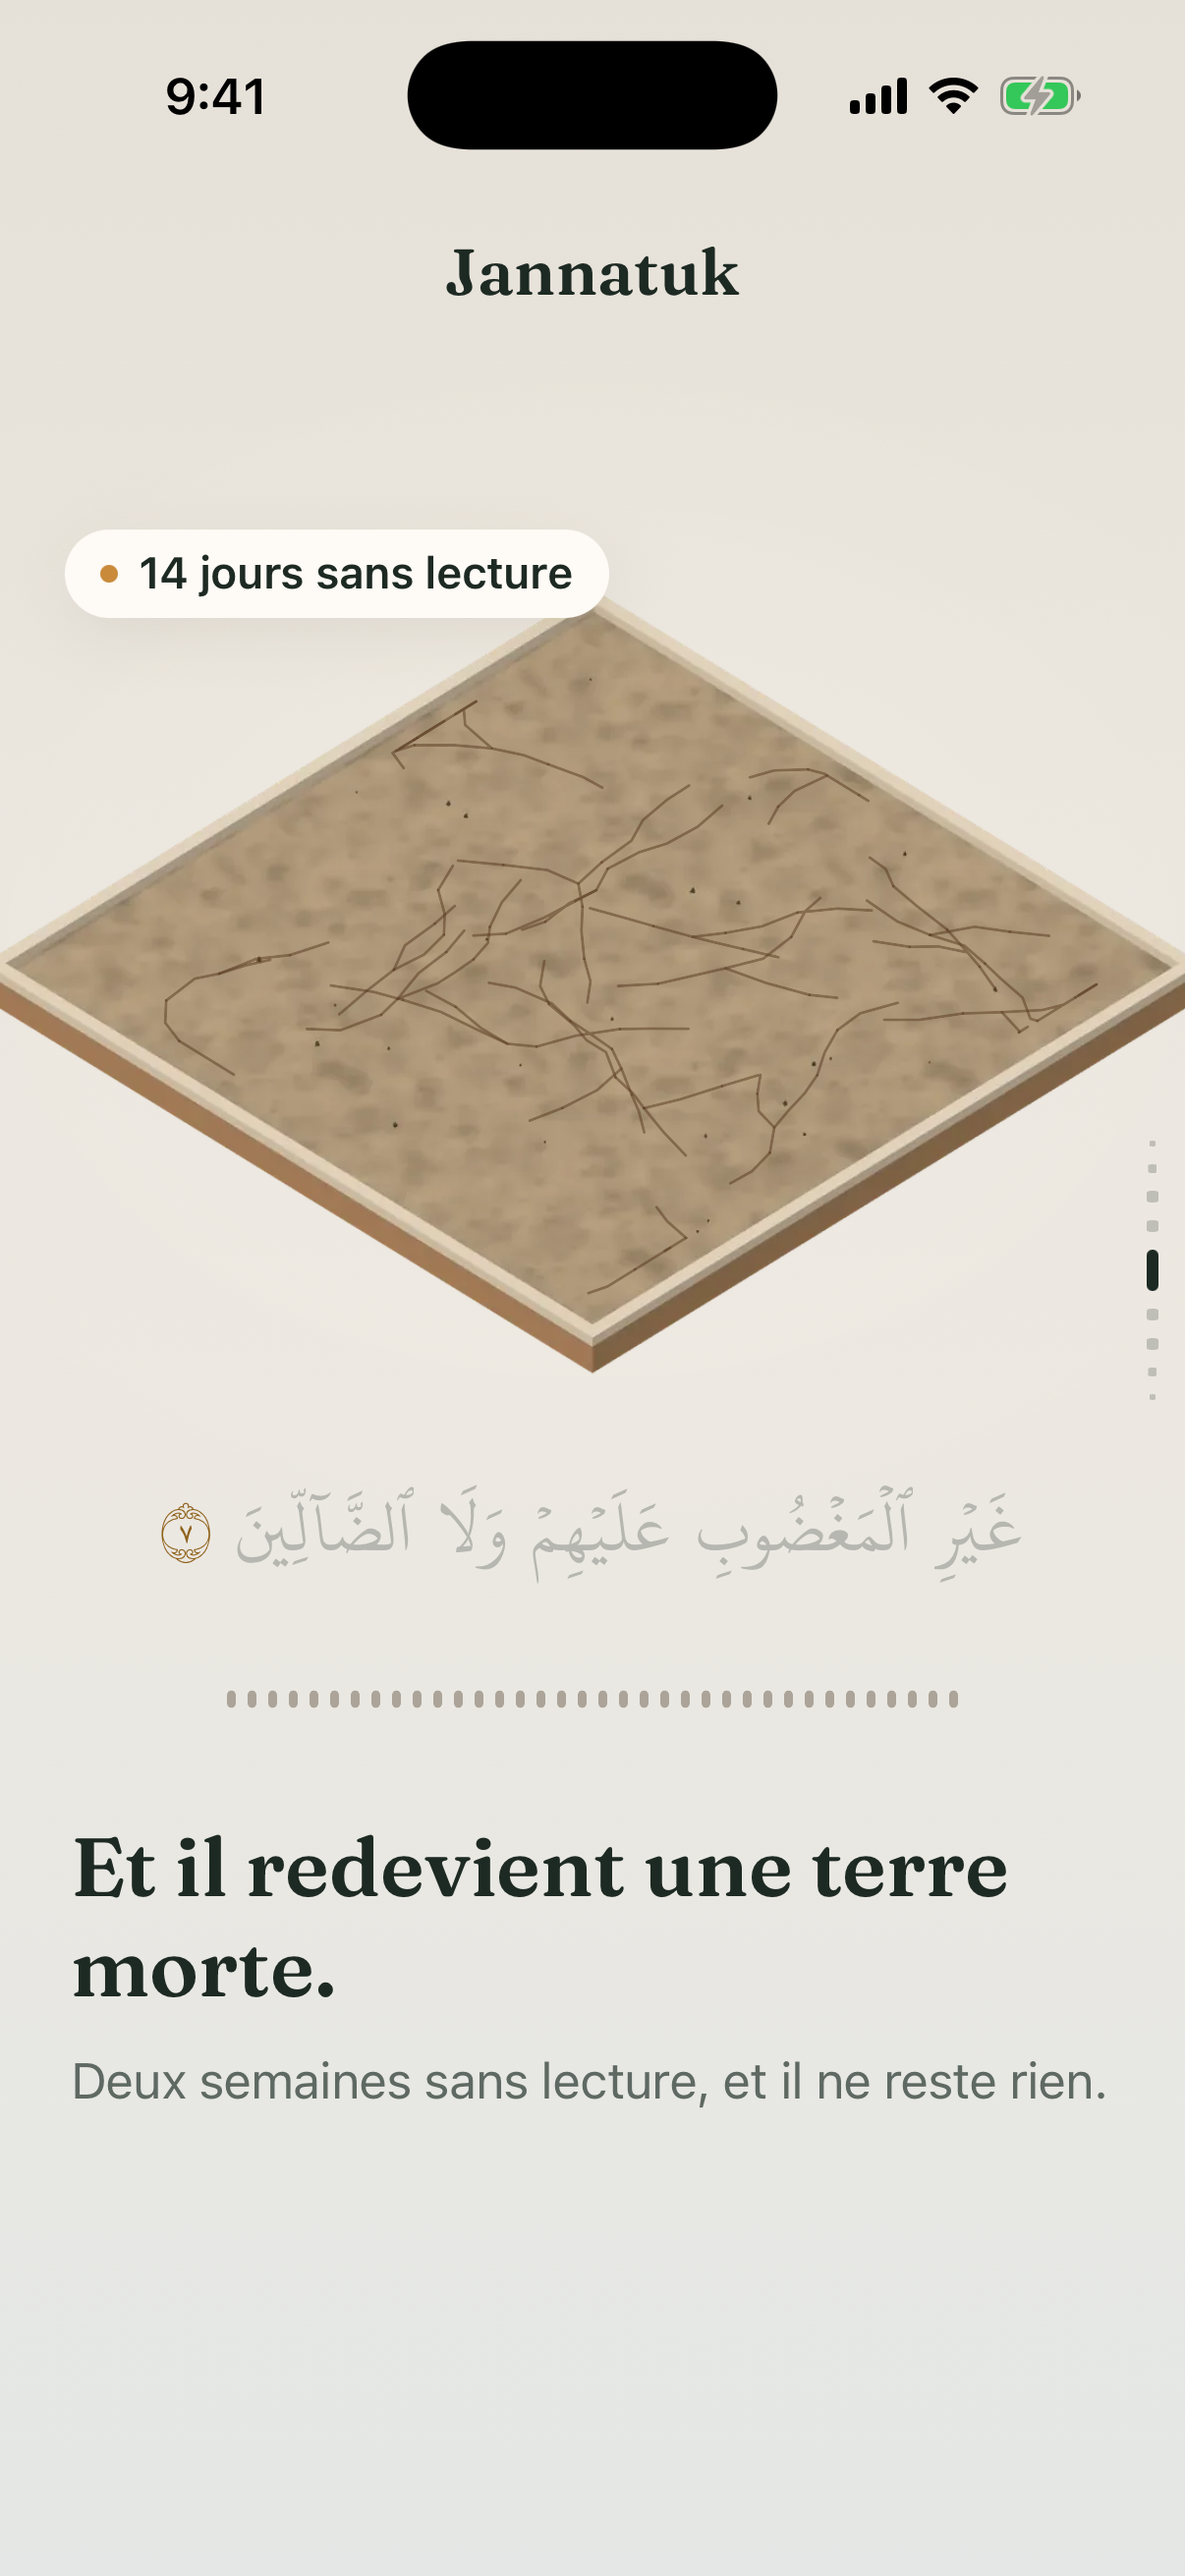 9:41
Jannatuk
14 jours sans lecture
غَيْرِ ٱلْمَغْضُوبِ عَلَيْهِمْ وَلَا ٱلضَّآلِّينَ ٧
Et il redevient une terre
morte.
Deux semaines sans lecture, et il ne reste rien.